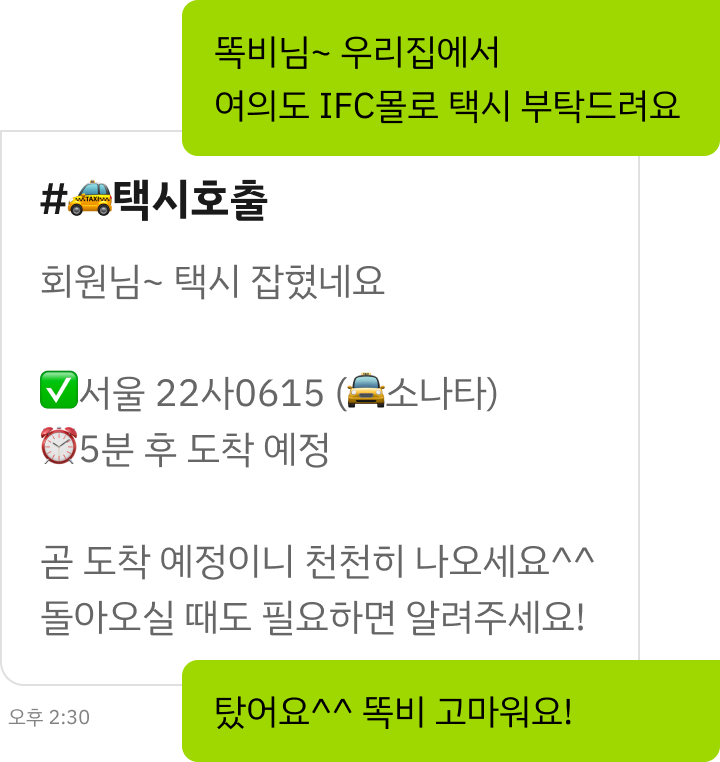 똑비님~ 우리집에서
여의도 IFC몰로 택시 부탁드려요
#🚕택시호출
회원님~ 택시 잡혔네요
✅서울 22사0615 (🚖소나타)
⏰5분 후 도착 예정
곧 도착 예정이니 천천히 나오세요^^
돌아오실 때도 필요하면 알려주세요!
오후 2:30
탔어요^^ 똑비 고마워요!